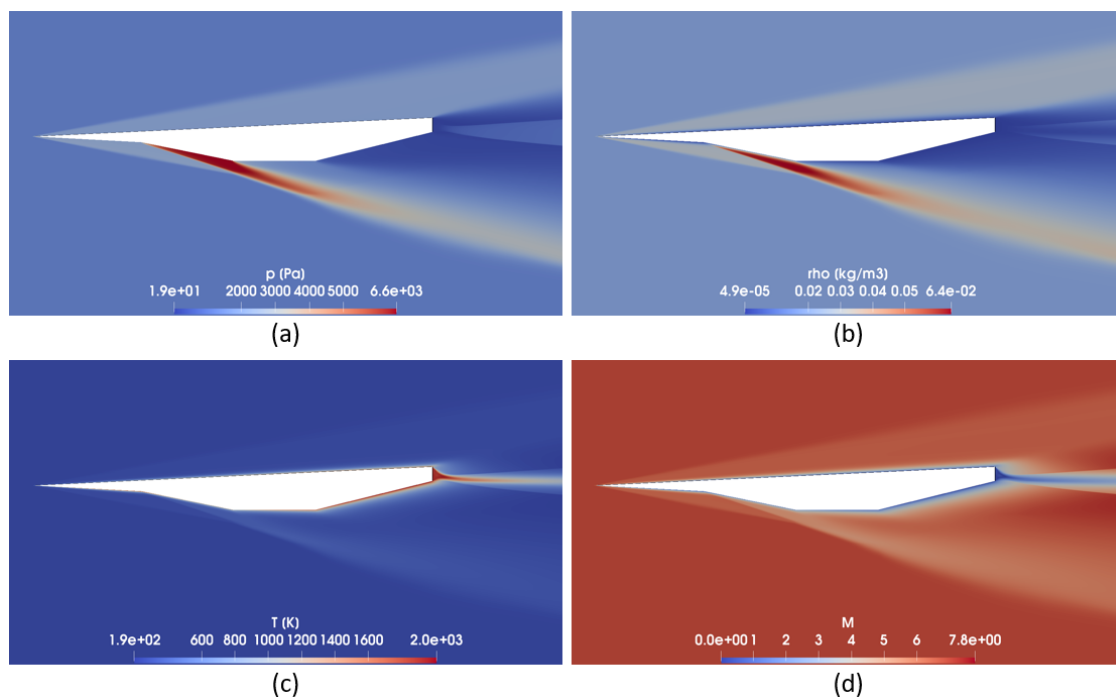 p (Pa)
1.9e+01 2000 3000 4000 5000 6.6e+03
(a)
rho (kg/m3)
4.9e-05 0.02 0.03 0.04 0.05 6.4e-02
(b)
T (K)
1.9e+02 600 800 1000 1200 1400 1600 2.0e+03
(c)
M
0.0e+00 1 2 3 4 5 6 7.8e+00
(d)